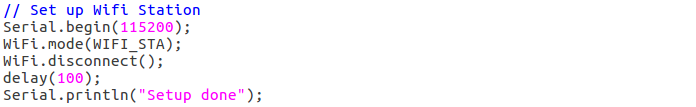 // Set up Wifi Station
Serial.begin(115200);
WiFi.mode(WIFI_STA);
WiFi.disconnect();
delay(100);
Serial.println("Setup done");